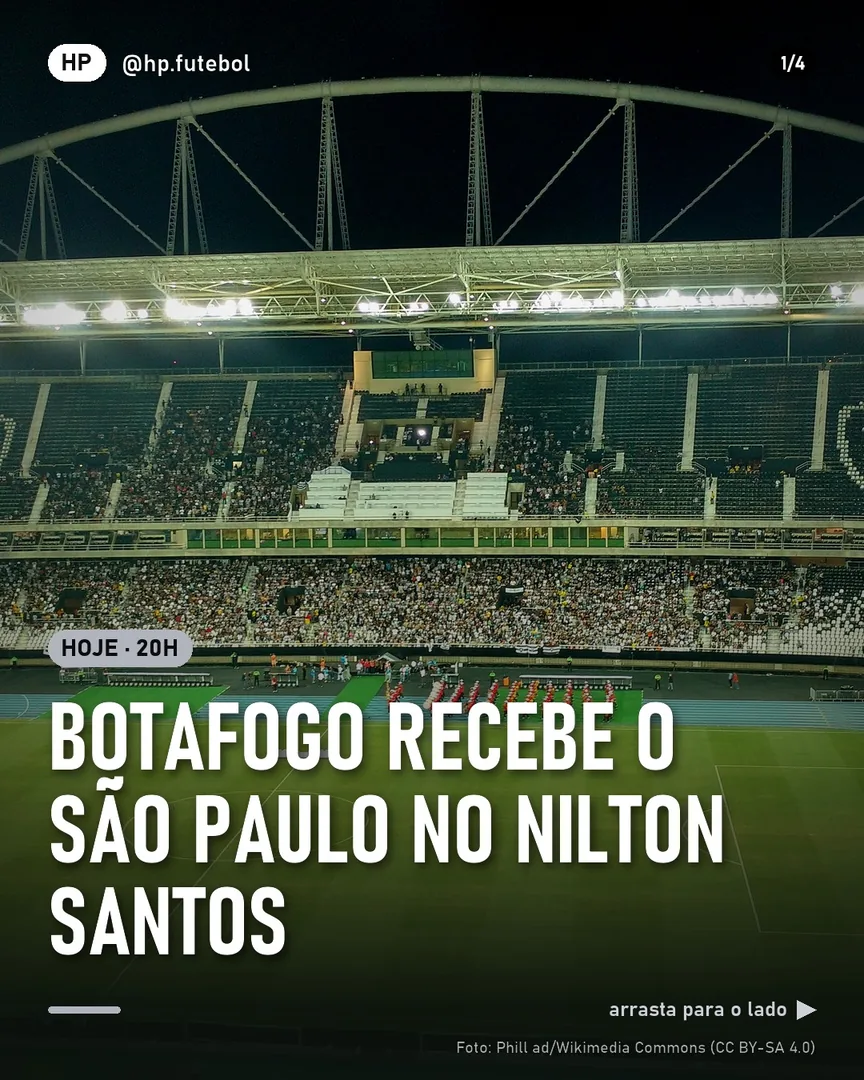 HP @hp.futebol 1/4
HOJE · 20H
BOTAFOGO RECEBE O
SÃO PAULO NO NILTON
SANTOS
arrasta para o lado ▶
Foto: Phill ad/Wikimedia Commons (CC BY-SA 4.0)